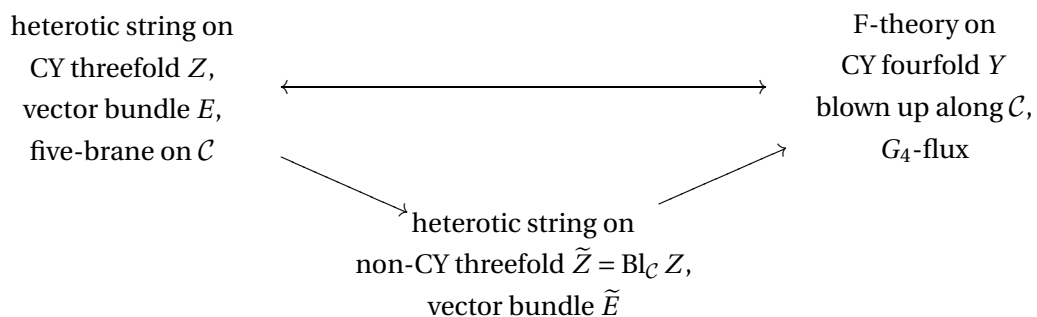 heterotic string on
CY threefold Z,
vector bundle E,
five-brane on 𝒞
F-theory on
CY fourfold Y
blown up along 𝒞,
G₄-flux
heterotic string on
non-CY threefold Z̃ = Bl_𝒞 Z,
vector bundle Ẽ